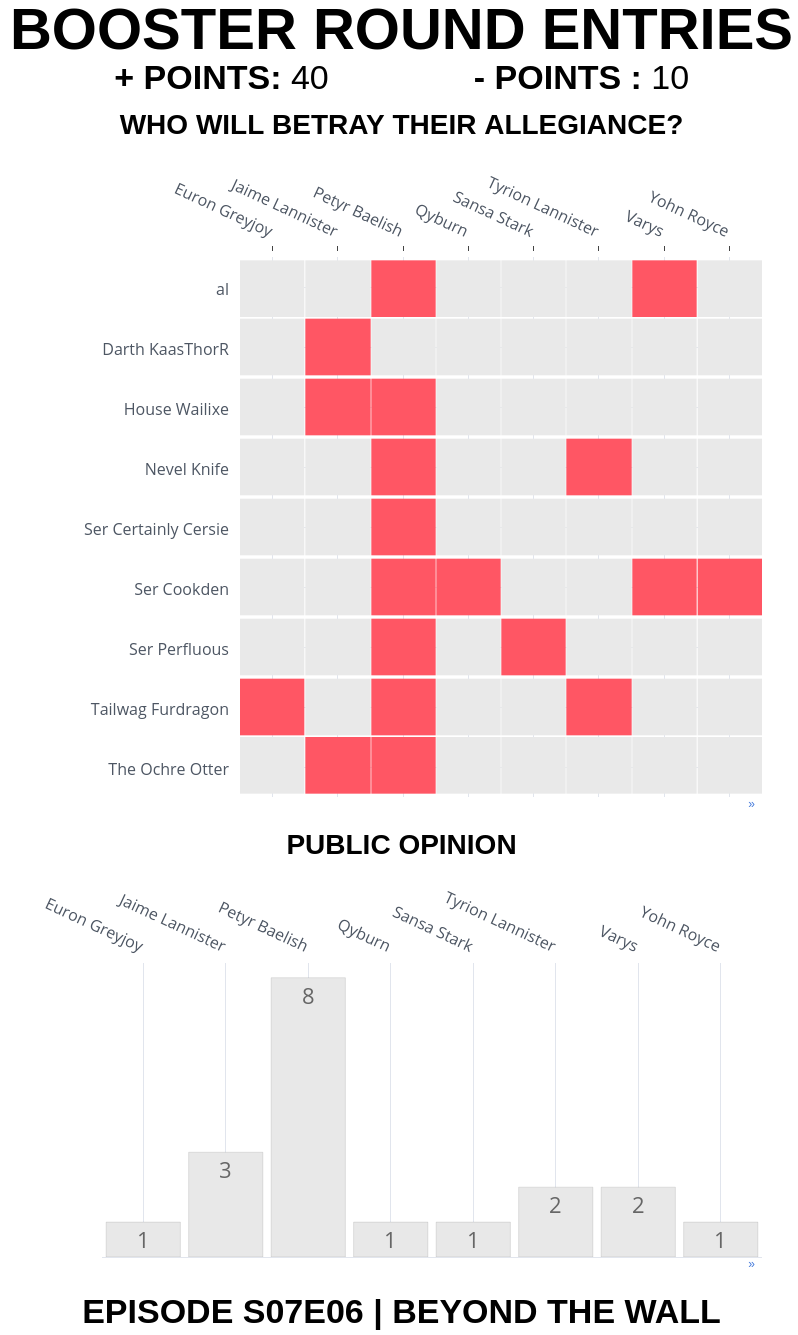 BOOSTER ROUND ENTRIES
+ POINTS: 40 - POINTS : 10
WHO WILL BETRAY THEIR ALLEGIANCE?
Euron Greyjoy
Jaime Lannister
Petyr Baelish
Qyburn
Sansa Stark
Tyrion Lannister
Varys
Yohn Royce
al
Darth KaasThorR
House Wailixe
Nevel Knife
Ser Certainly Cersie
Ser Cookden
Ser Perfluous
Tailwag Furdragon
The Ochre Otter
»
PUBLIC OPINION
Euron Greyjoy
Jaime Lannister
Petyr Baelish
Qyburn
Sansa Stark
Tyrion Lannister
Varys
Yohn Royce
1
3
8
1
1
2
2
1
»
EPISODE S07E06 | BEYOND THE WALL